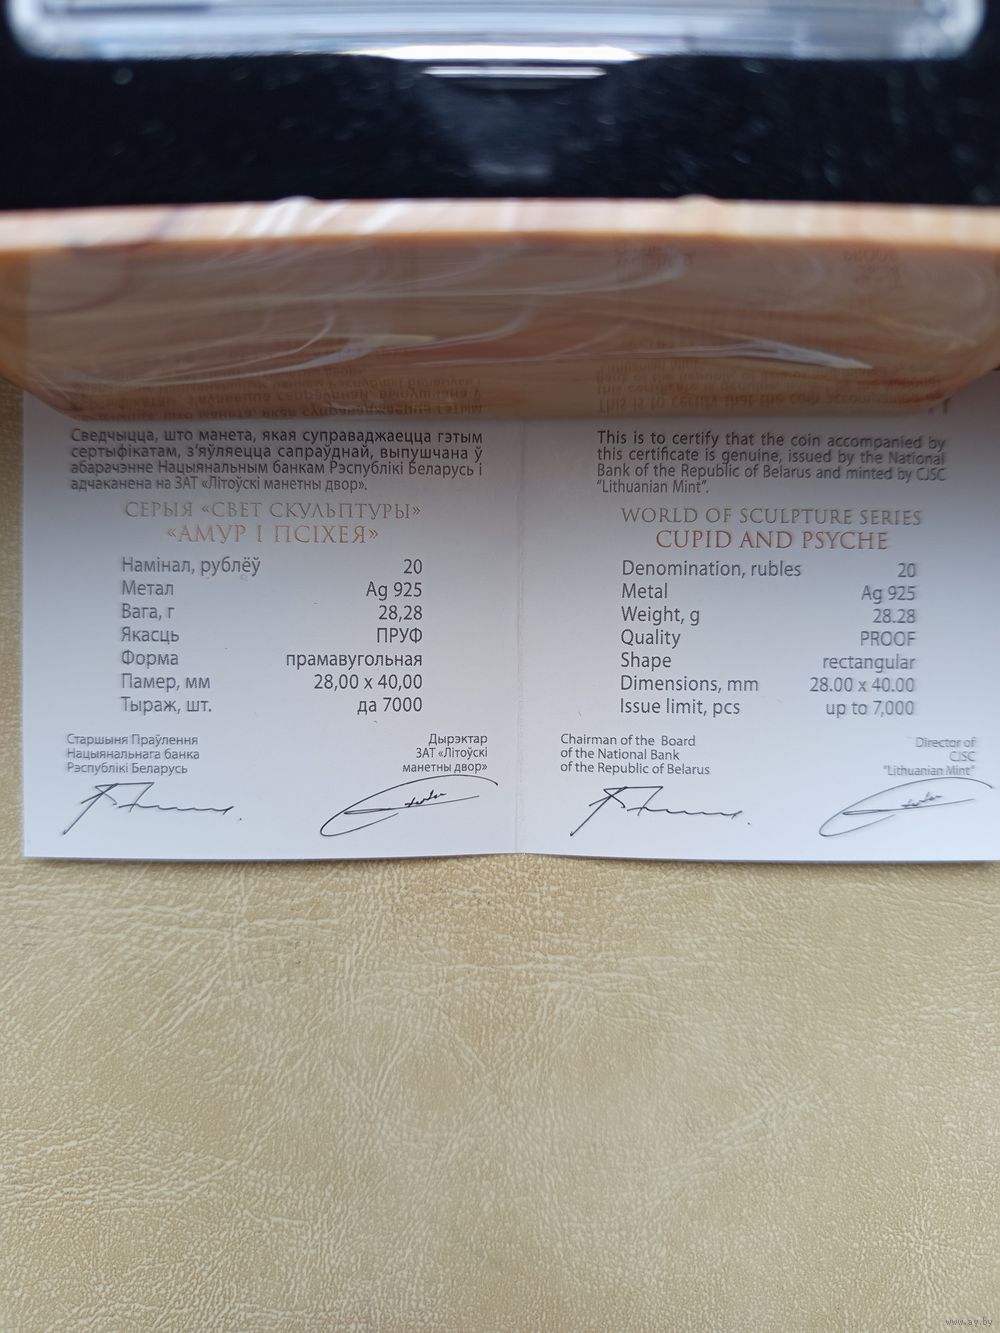 Сведчыцца, што манета, якая суправаджаецца гэтым
сертыфікатам, з'яўляецца сапраўднай, выпушчана ў
абарачэнне Нацыянальным банкам Рэспублікі Беларусь і
адчаканена на ЗАТ «Літоўскі манетны двор».
СЕРЫЯ «СВЕТ СКУЛЬПТУРЫ»
«АМУР І ПСІХЕЯ»
Намінал, рублёў 20
Метал Ag 925
Вага, г 28,28
Якасць ПРУФ
Форма прамавугольная
Памер, мм 28,00 x 40,00
Тыраж, шт. да 7000
Старшыня Праўлення
Нацыянальнага банка
Рэспублікі Беларусь
Дырэктар
ЗАТ «Літоўскі
манетны двор»
This is to certify that the coin accompanied by
this certificate is genuine, issued by the National
Bank of the Republic of Belarus and minted by CJSC
"Lithuanian Mint".
WORLD OF SCULPTURE SERIES
CUPID AND PSYCHE
Denomination, rubles 20
Metal Ag 925
Weight, g 28.28
Quality PROOF
Shape rectangular
Dimensions, mm 28.00 x 40.00
Issue limit, pcs up to 7,000
Chairman of the Board
of the National Bank
of the Republic of Belarus
Director of
CJSC
"Lithuanian Mint"
www.ay.by